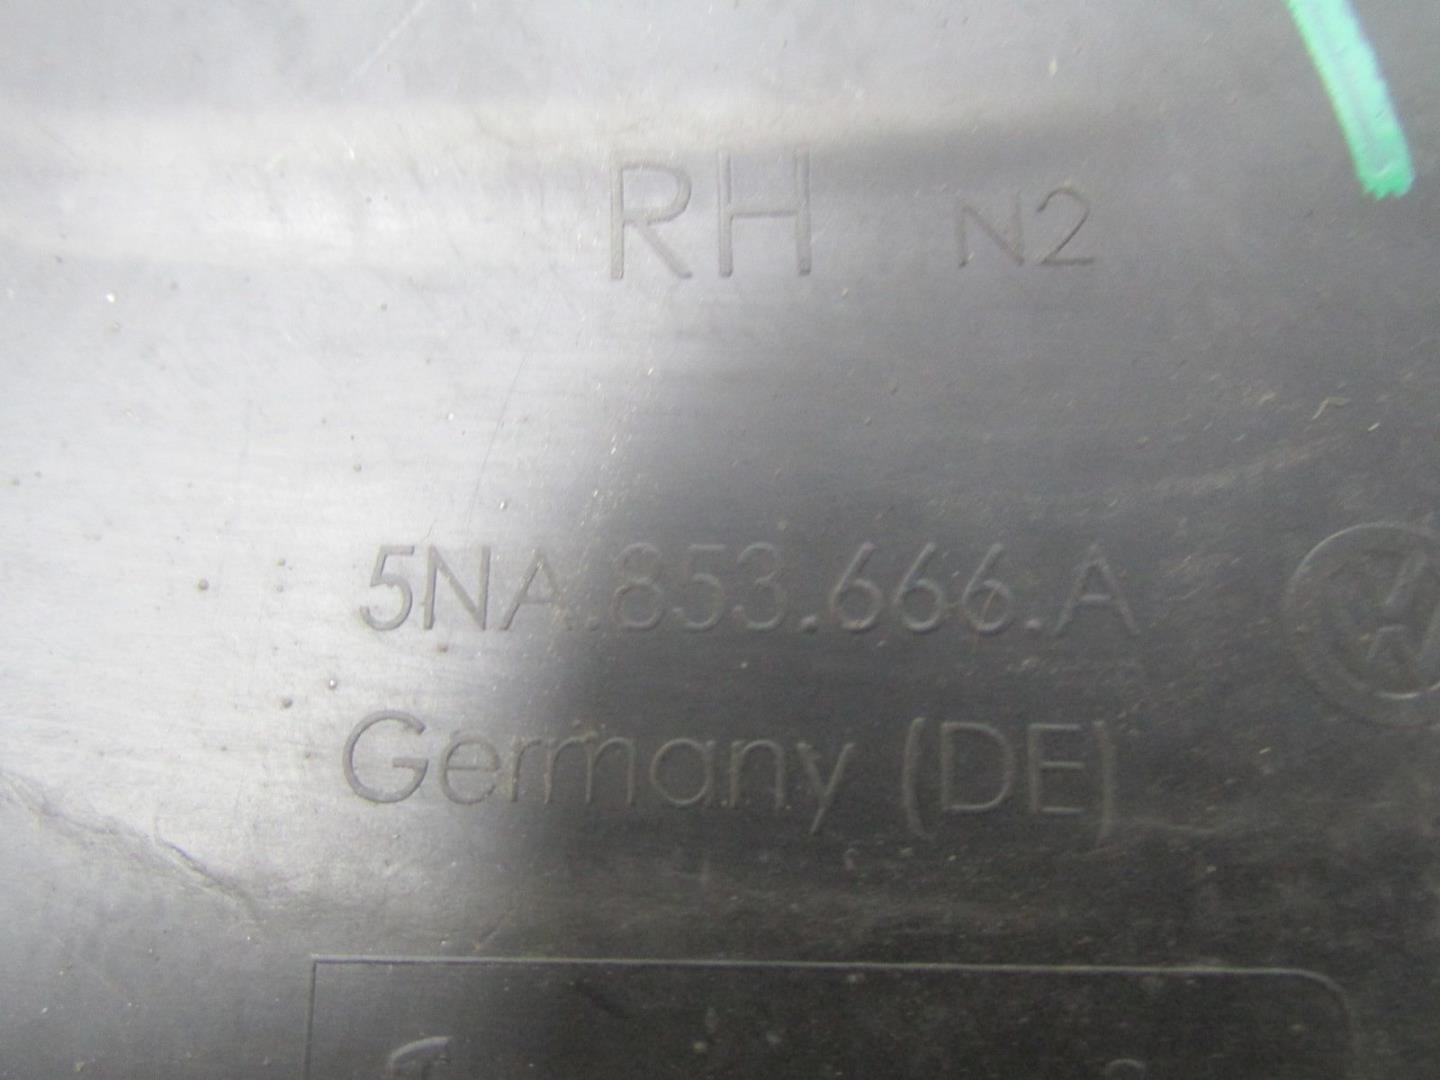 RH N2
5NA.853.666.A
Germany (DE)